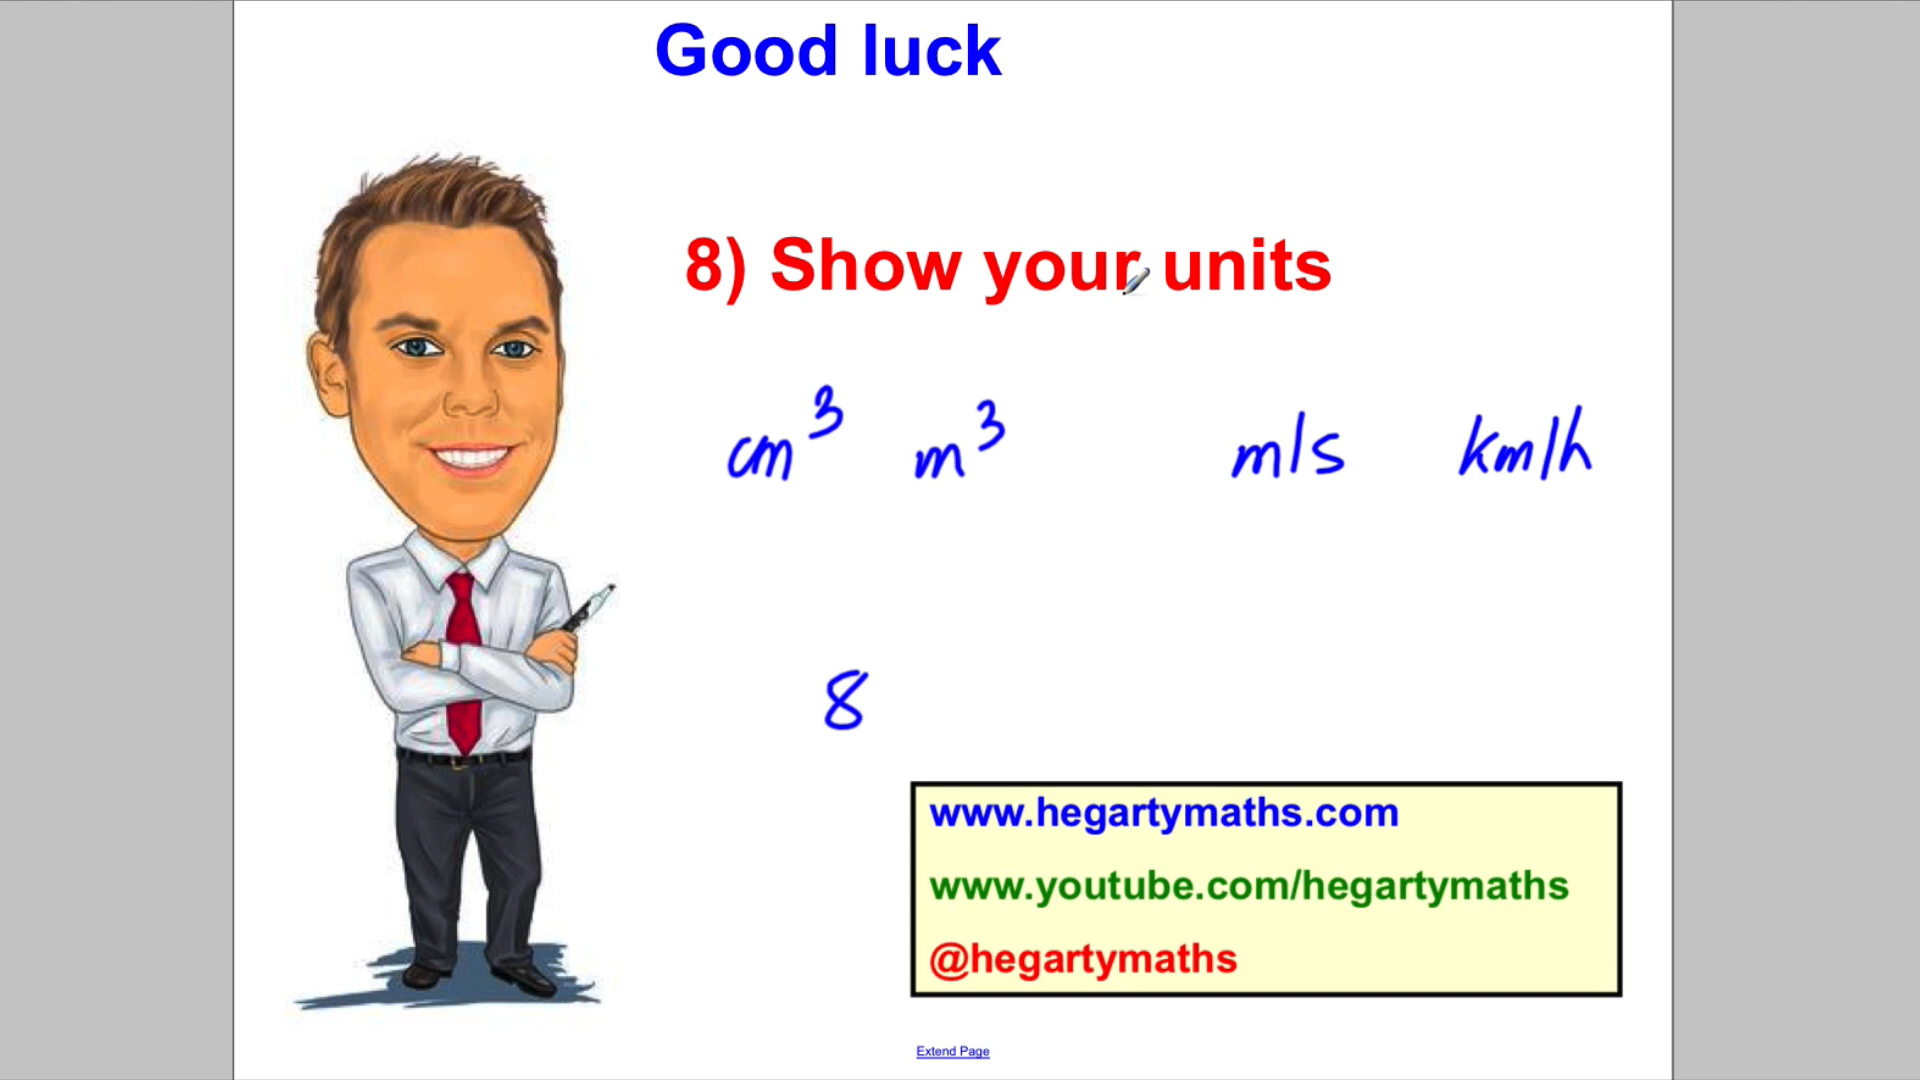 Good luck
8) Show your units
cm³ m³ m/s km/h
8
www.hegartymaths.com
www.youtube.com/hegartymaths
@hegartymaths
Extend Page